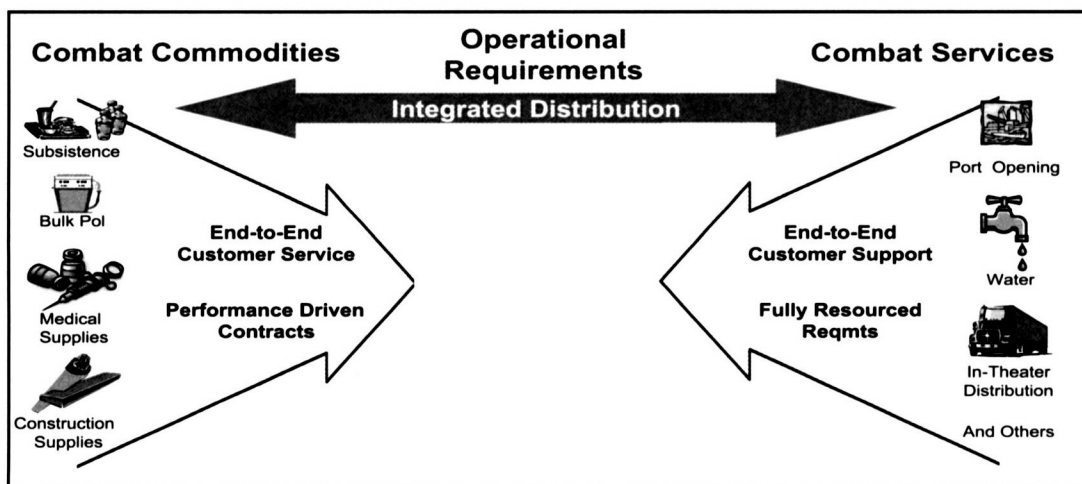 Combat Commodities
Operational
Requirements
Combat Services
Integrated Distribution
Subsistence
Bulk Pol
Medical
Supplies
Construction
Supplies
End-to-End
Customer Service
Performance Driven
Contracts
End-to-End
Customer Support
Fully Resourced
Reqmts
Port Opening
Water
In-Theater
Distribution
And Others